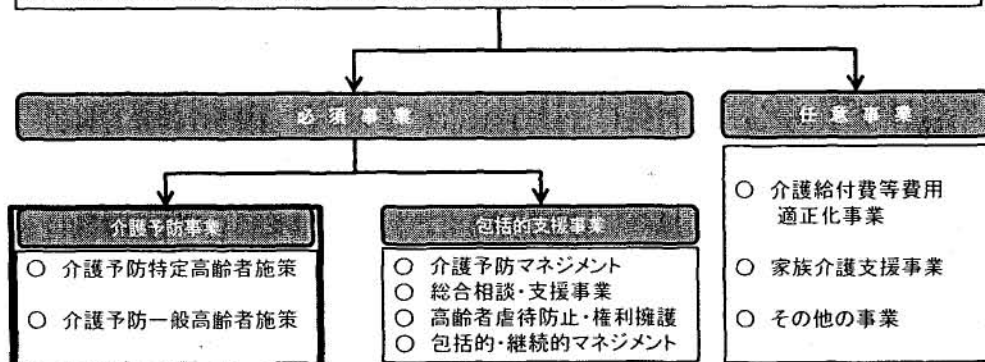 必須事業
任意事業
介護予防事業
○ 介護予防特定高齢者施策
○ 介護予防一般高齢者施策
包括的支援事業
○ 介護予防マネジメント
○ 総合相談・支援事業
○ 高齢者虐待防止・権利擁護
○ 包括的・継続的マネジメント
○ 介護給付費等費用
適正化事業
○ 家族介護支援事業
○ その他の事業